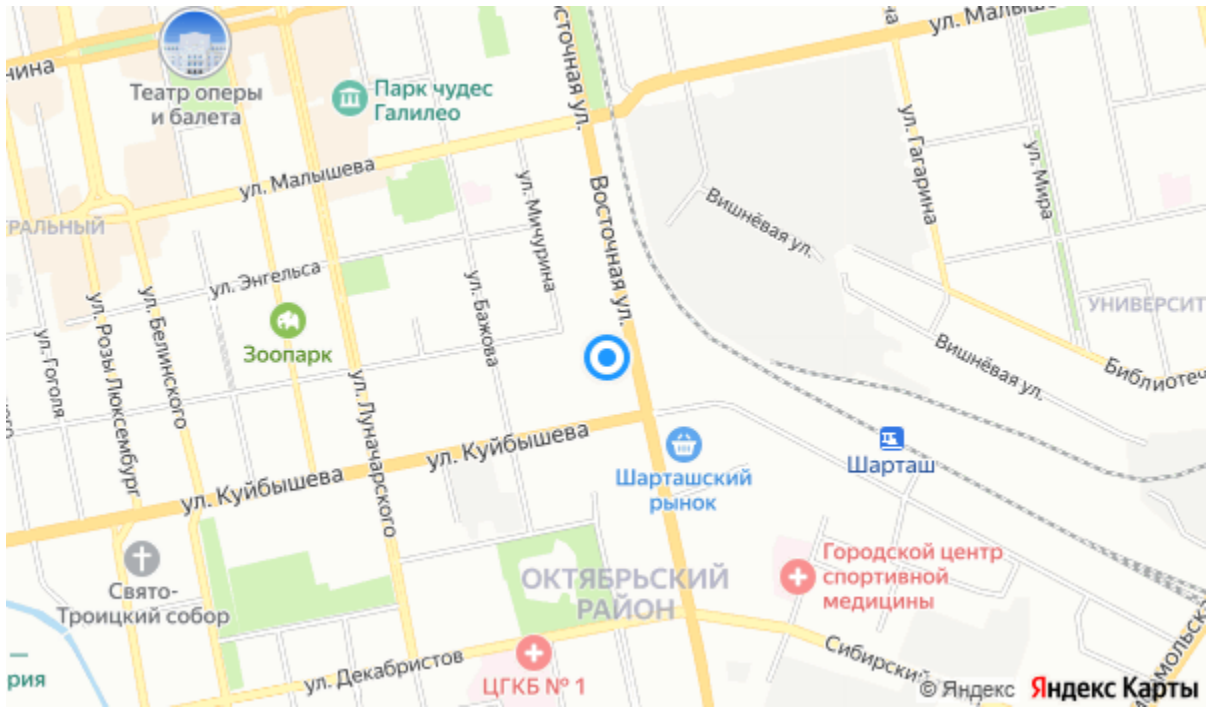 ул. Малыше
Восточная ул.
нина
Театр оперы
и балета
Парк чудес
Галилео
ул. Малышева
ул. Гагарина
ул. Мира
ул. Мичурина
Восточная ул.
Вишнёвая ул.
ТРАЛЬНЫЙ
ул. Энгельса
ул. Бажова
УНИВЕРСИТ
ул. Розы Люксембург
ул. Белинского
Зоопарк
ул. Гоголя
Вишнёвая ул.
Библиотеч
ул. Луначарского
ул. Куйбышева
Шарташ
Шарташский
рынок
ул. Куйбышева
Городской центр
спортивной
медицины
ОКТЯБРЬСКИЙ
РАЙОН
Свято-
Троицкий собор
ул. Декабристов
Сибирский
ЦГКБ № 1
рия
омольска
© Яндекс
Яндекс Карты